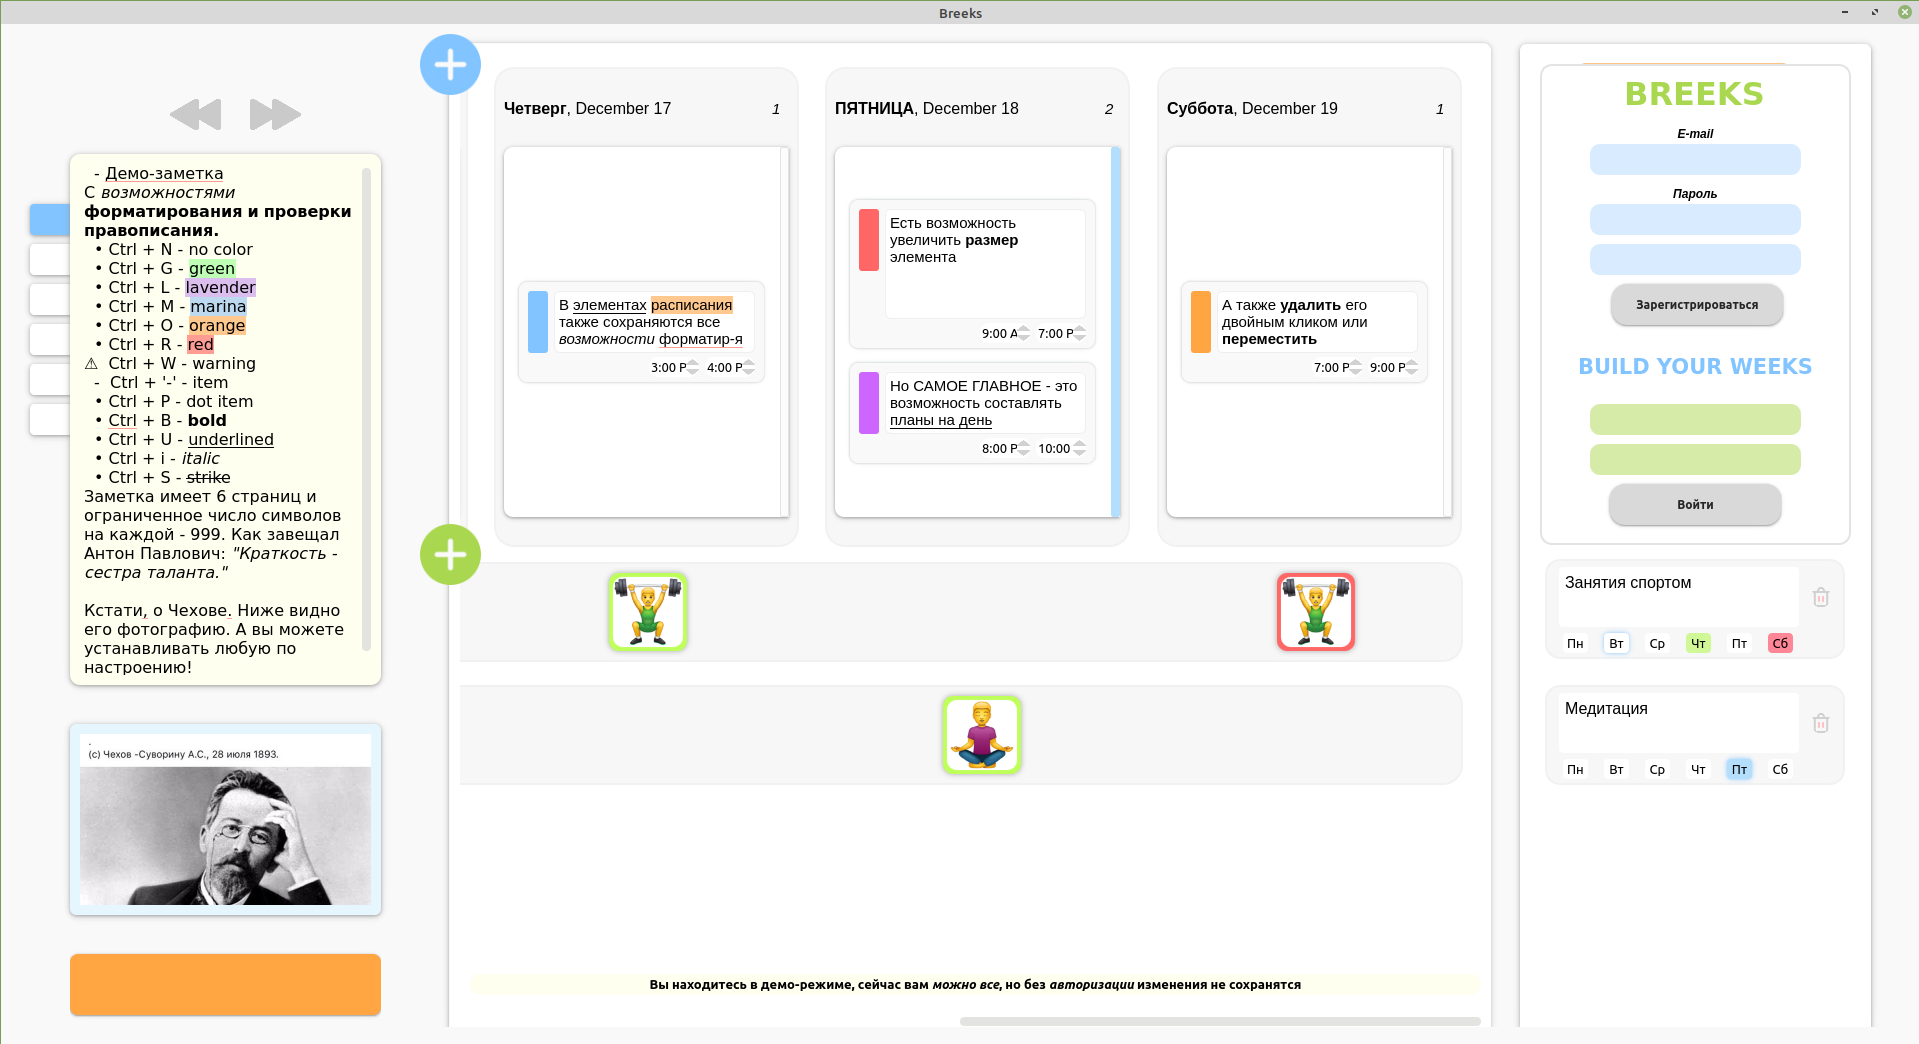 Breeks
- Демо-заметка
С возможностями
форматирования и проверки
правописания.
• Ctrl + N - no color
• Ctrl + G - green
• Ctrl + L - lavender
• Ctrl + M - marina
• Ctrl + O - orange
• Ctrl + R - red
⚠ Ctrl + W - warning
- Ctrl + '-' - item
• Ctrl + P - dot item
• Ctrl + B - bold
• Ctrl + U - underlined
• Ctrl + i - italic
• Ctrl + S - strike
Заметка имеет 6 страниц и
ограниченное число символов
на каждой - 999. Как завещал
Антон Павлович: "Краткость -
сестра таланта."
Кстати, о Чехове. Ниже видно
его фотографию. А вы можете
устанавливать любую по
настроению!
.
(с) Чехов -Суворину А.С., 28 июля 1893.
Четверг, December 17 1
В элементах расписания
также сохраняются все
возможности форматир-я
3:00 P 4:00 P
ПЯТНИЦА, December 18 2
Есть возможность
увеличить размер
элемента
9:00 A 7:00 P
Но САМОЕ ГЛАВНОЕ - это
возможность составлять
планы на день
8:00 P 10:00
Суббота, December 19 1
А также удалить его
двойным кликом или
переместить
7:00 P 9:00 P
Вы находитесь в демо-режиме, сейчас вам можно все, но без авторизации изменения не сохранятся
BREEKS
E-mail
Пароль
Зарегистрироваться
BUILD YOUR WEEKS
Войти
Занятия спортом
Пн Вт Ср Чт Пт Сб
Медитация
Пн Вт Ср Чт Пт Сб